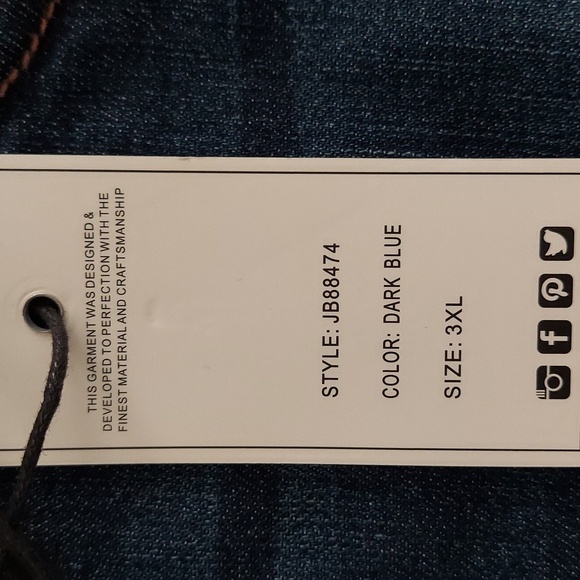 THIS GARMENT WAS DESIGNED &
DEVELOPED TO PERFECTION WITH THE
FINEST MATERIAL AND CRAFTSMANSHIP
STYLE: JB88474
COLOR: DARK BLUE
SIZE: 3XL